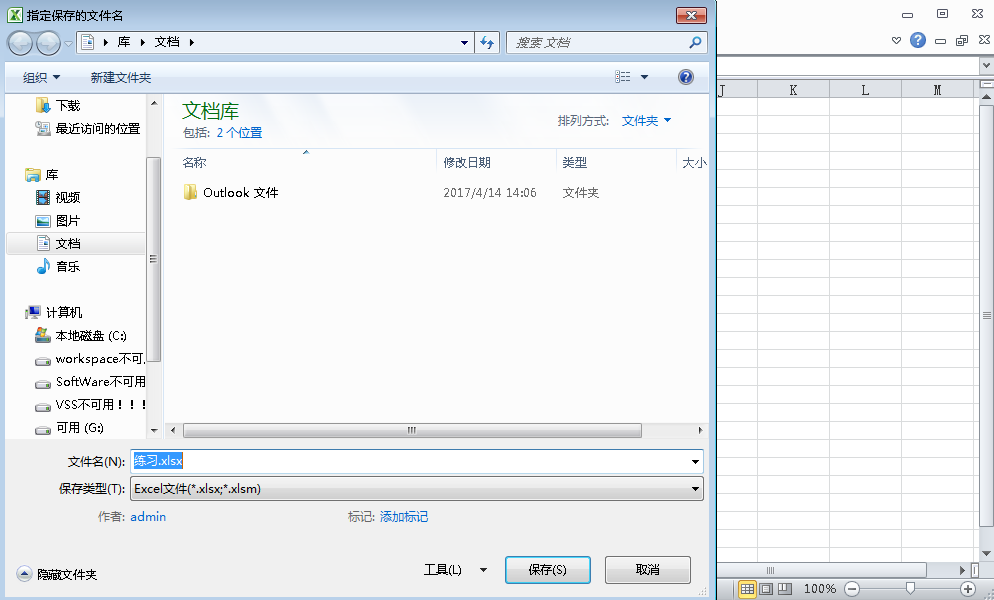 指定保存的文件名
库 文档 搜索 文档
组织 新建文件夹
下载
最近访问的位置
库
视频
图片
文档
音乐
计算机
本地磁盘 (C:)
workspace不可
SoftWare不可用
VSS不可用！！！
可用 (G:)
文档库
包括: 2 个位置
排列方式: 文件夹
名称 修改日期 类型 大小
Outlook 文件 2017/4/14 14:06 文件夹
文件名(N): 练习.xlsx
保存类型(T): Excel文件(*.xlsx;*.xlsm)
作者: admin 标记: 添加标记
隐藏文件夹 工具(L) 保存(S) 取消
J K L M
100%